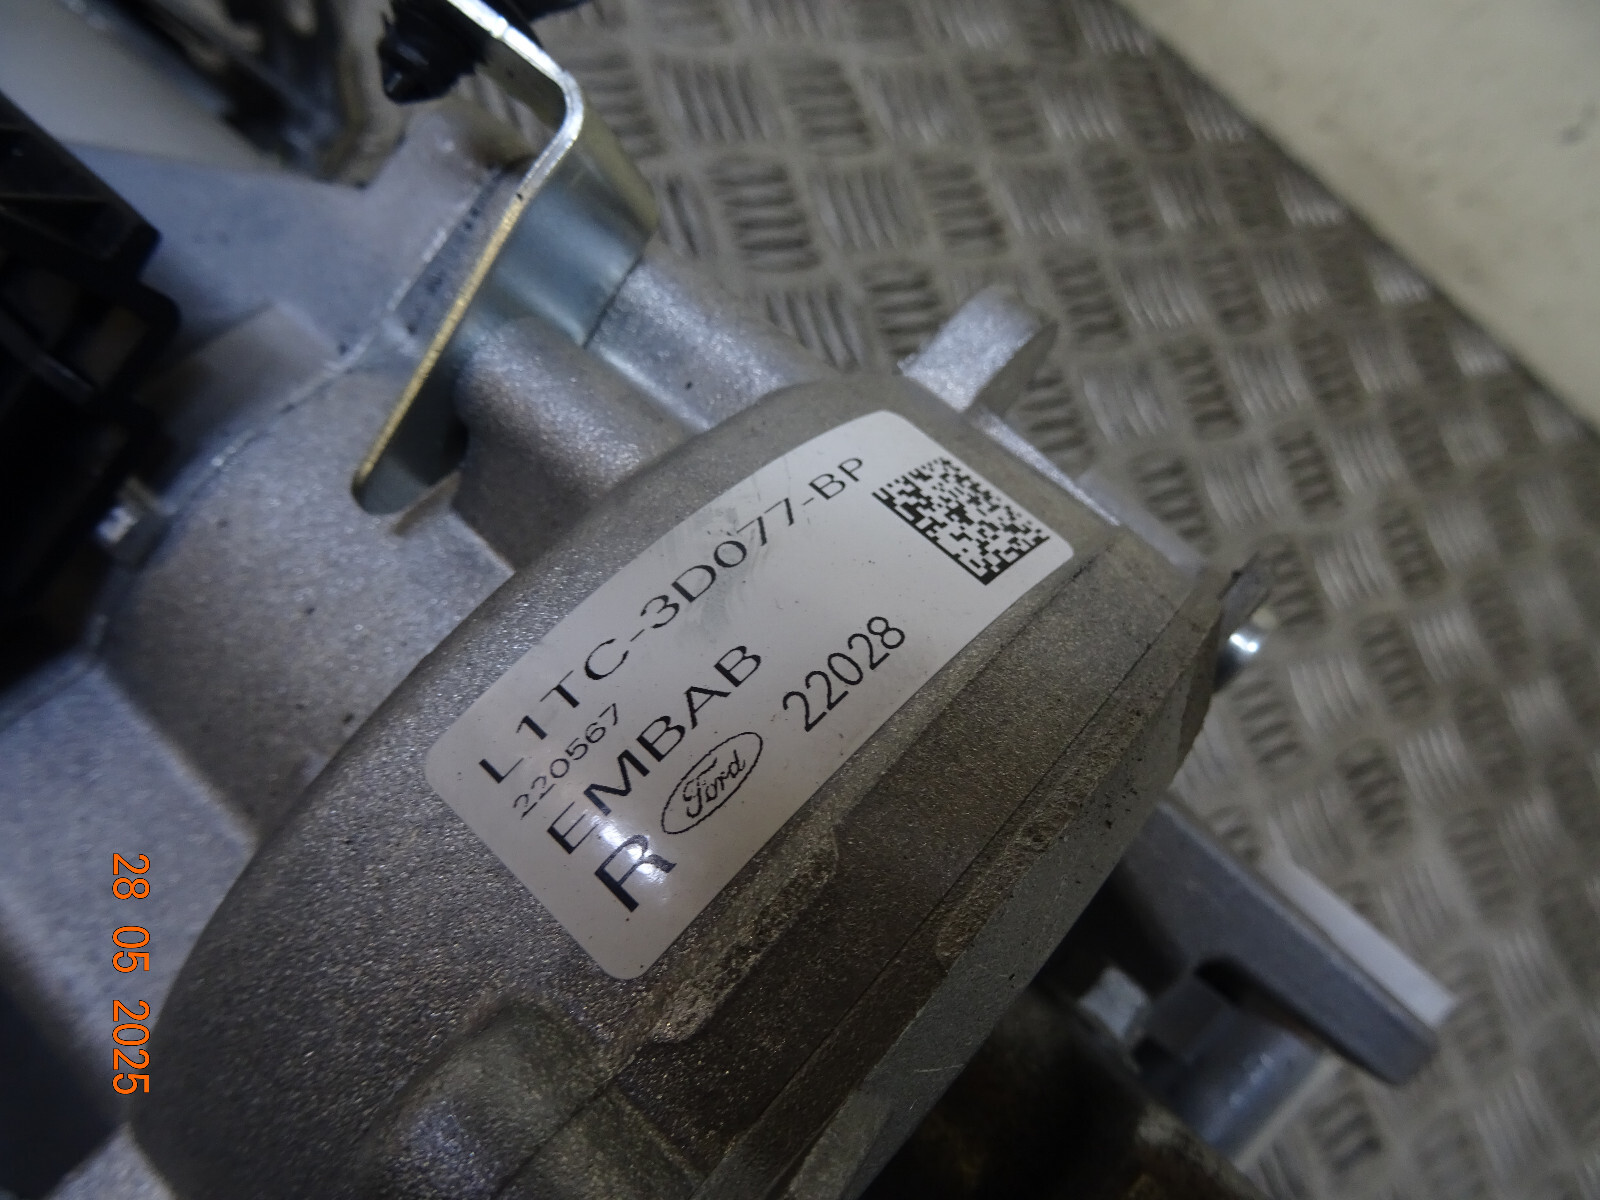 L1TC-3D077-BP
220567
EMBAB
R Ford 22028
28 05 2025